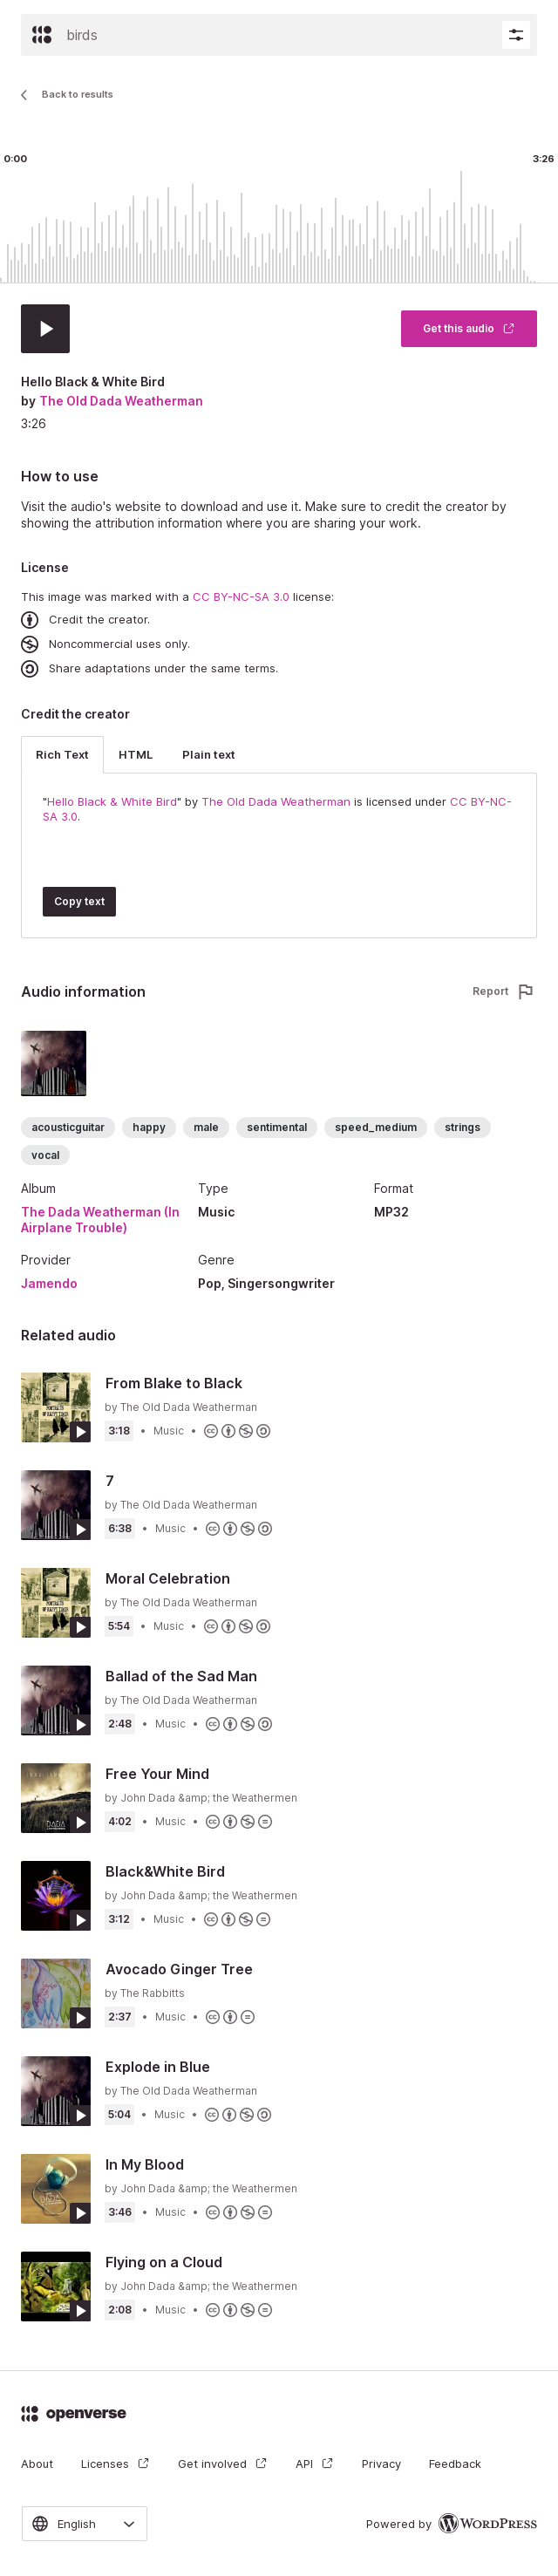 birds
Back to results
0:00
3:26
Get this audio
Hello Black & White Bird
by The Old Dada Weatherman
3:26
How to use
Visit the audio's website to download and use it. Make sure to credit the creator by
showing the attribution information where you are sharing your work.
License
This image was marked with a CC BY-NC-SA 3.0 license:
Credit the creator.
Noncommercial uses only.
Share adaptations under the same terms.
Credit the creator
Rich Text HTML Plain text
"Hello Black & White Bird" by The Old Dada Weatherman is licensed under CC BY-NC-
SA 3.0.
Copy text
Audio information
Report
acousticguitar happy male sentimental speed_medium strings
vocal
Album Type Format
The Dada Weatherman (In Music MP32
Airplane Trouble)
Provider Genre
Jamendo Pop, Singersongwriter
Related audio
From Blake to Black
by The Old Dada Weatherman
3:18 • Music •
7
by The Old Dada Weatherman
6:38 • Music •
Moral Celebration
by The Old Dada Weatherman
5:54 • Music •
Ballad of the Sad Man
by The Old Dada Weatherman
2:48 • Music •
Free Your Mind
by John Dada &amp; the Weathermen
4:02 • Music •
Black&White Bird
by John Dada &amp; the Weathermen
3:12 • Music •
Avocado Ginger Tree
by The Rabbitts
2:37 • Music •
Explode in Blue
by The Old Dada Weatherman
5:04 • Music •
In My Blood
by John Dada &amp; the Weathermen
3:46 • Music •
Flying on a Cloud
by John Dada &amp; the Weathermen
2:08 • Music •
openverse
About Licenses Get involved API Privacy Feedback
English
Powered by WORDPRESS